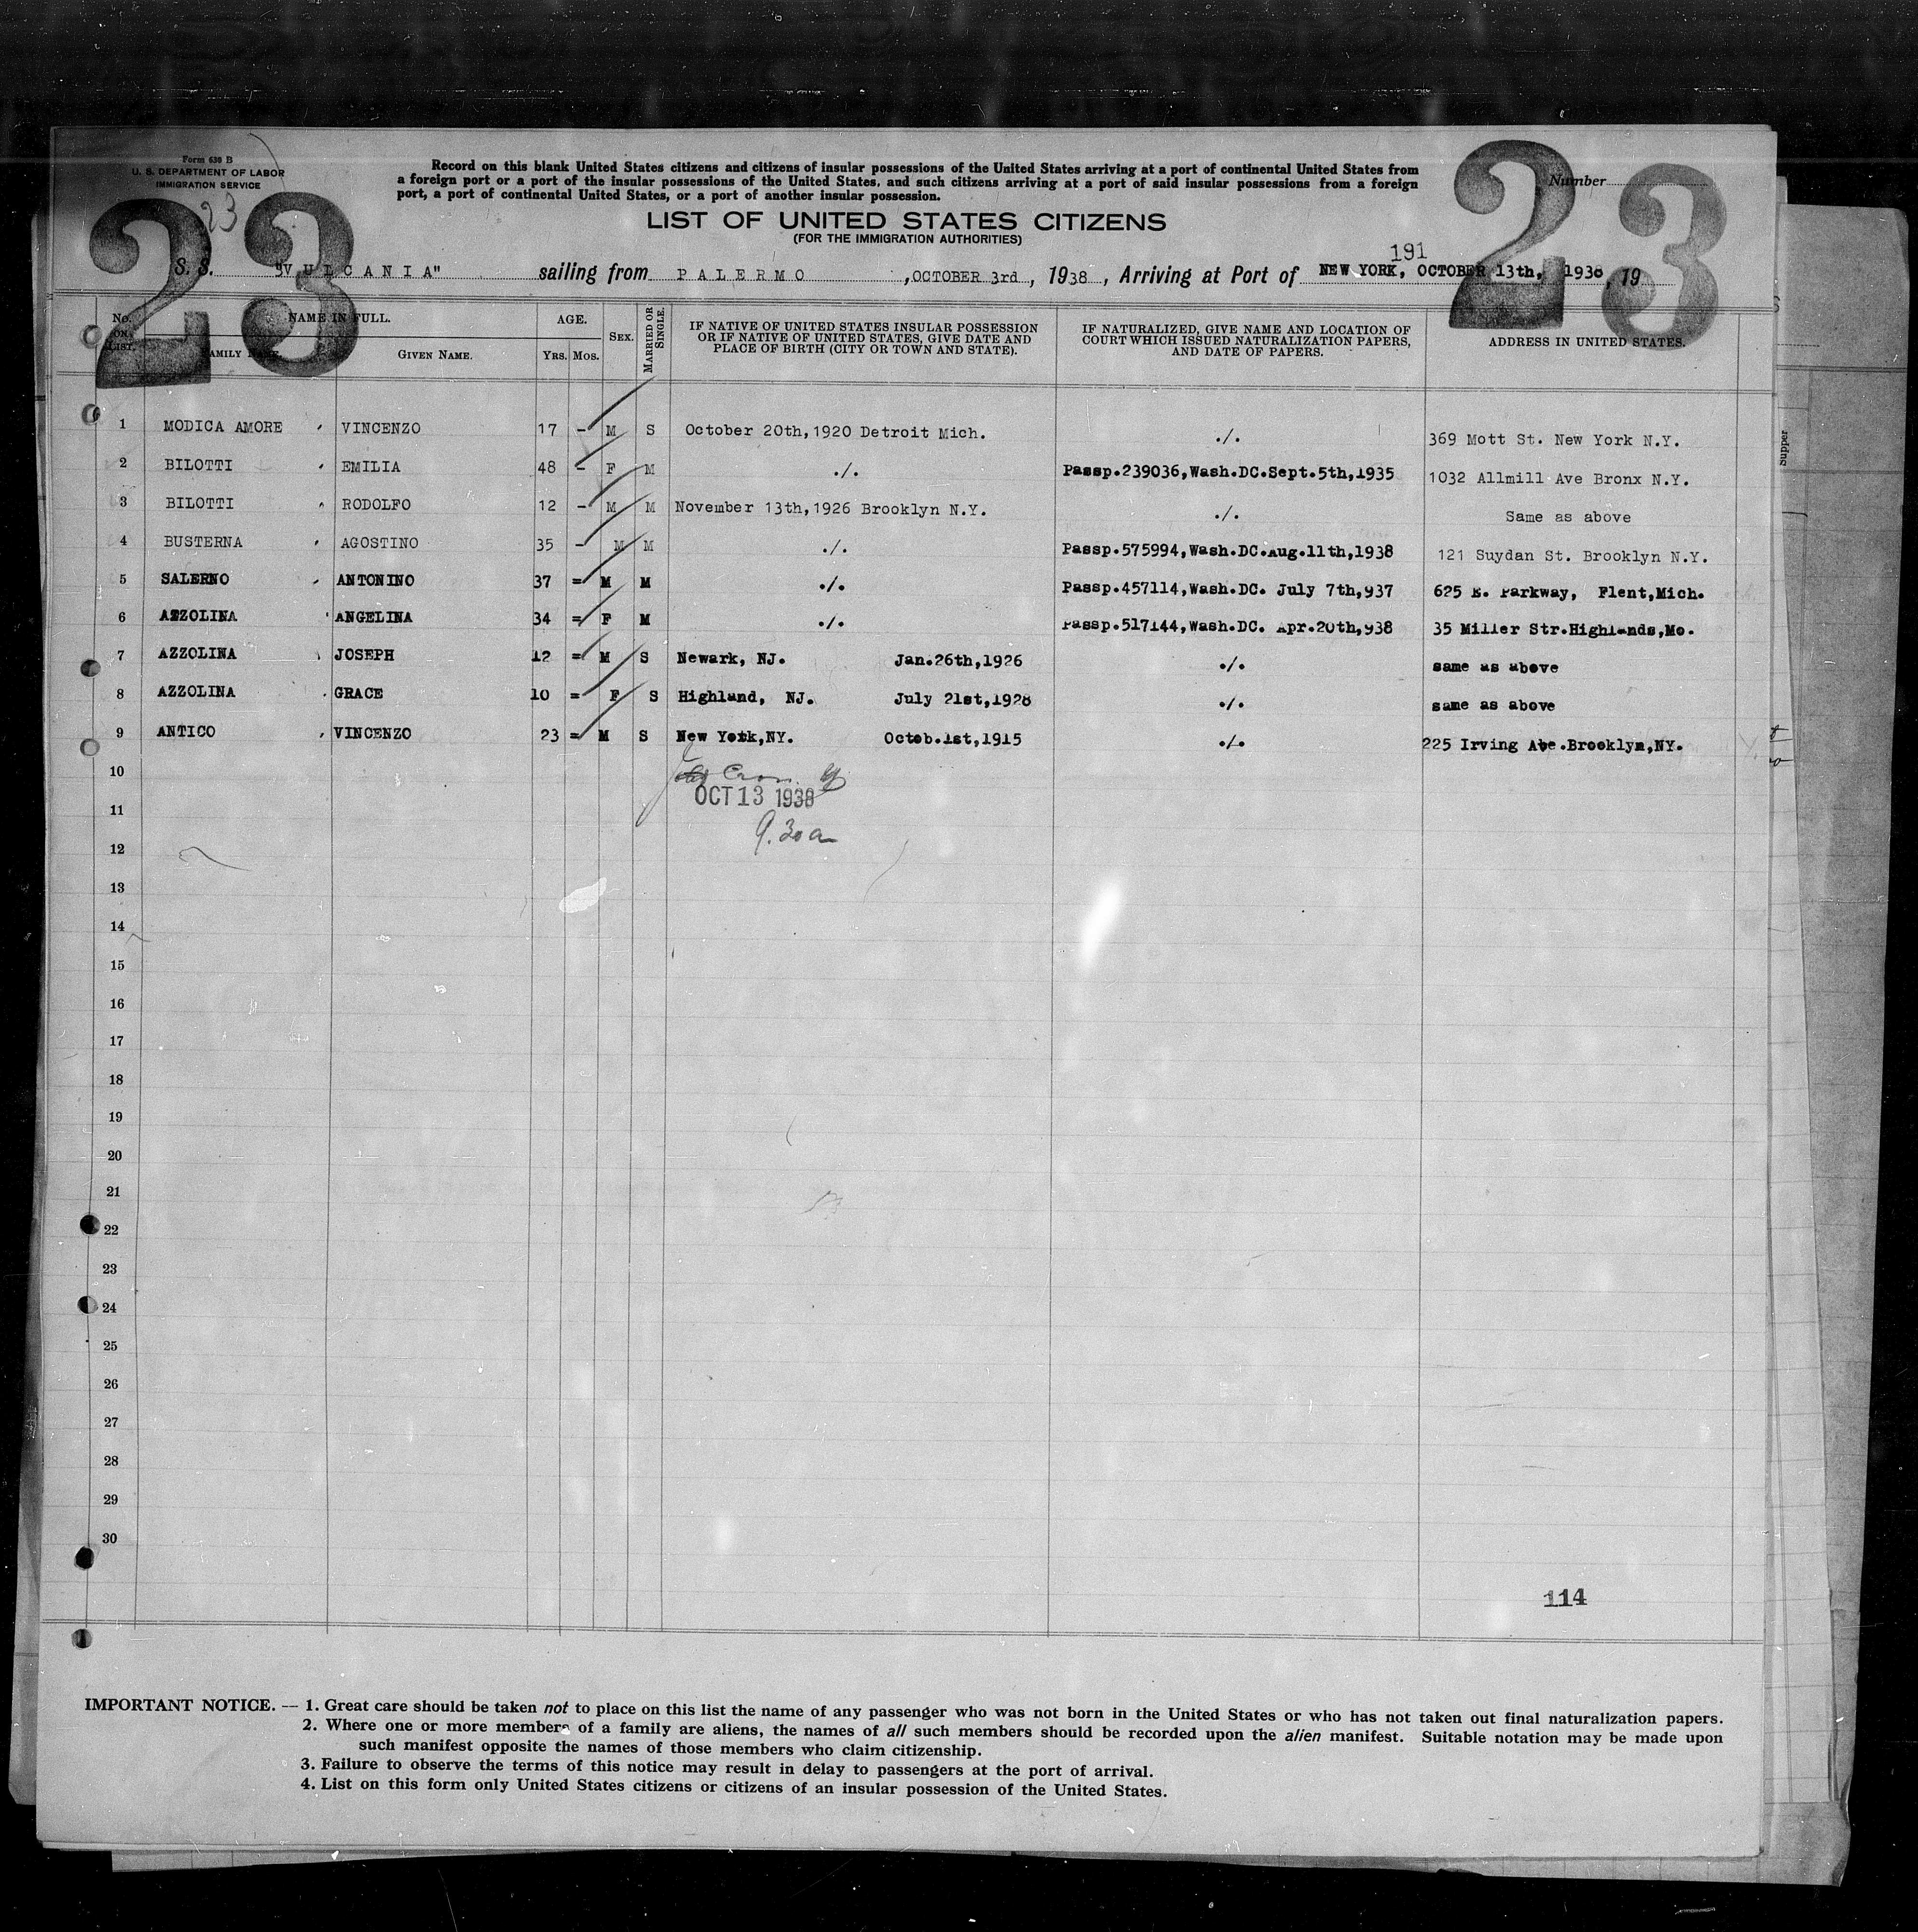 Form 630 B
U. S. DEPARTMENT OF LABOR
IMMIGRATION SERVICE
23
23
23
Record on this blank United States citizens and citizens of insular possessions of the United States arriving at a port of continental United States from
a foreign port or a port of the insular possessions of the United States, and such citizens arriving at a port of said insular possessions from a foreign
port, a port of continental United States, or a port of another insular possession.
Number
LIST OF UNITED STATES CITIZENS
(FOR THE IMMIGRATION AUTHORITIES)
191
S. S. "VULCANIA" sailing from PALERMO, OCTOBER 3rd, 1938, Arriving at Port of NEW YORK, OCTOBER 13th, 1938, 19
No. ON LIST. NAME IN FULL. FAMILY NAME. GIVEN NAME. AGE. YRS. MOS. SEX. MARRIED OR SINGLE. IF NATIVE OF UNITED STATES INSULAR POSSESSION OR IF NATIVE OF UNITED STATES, GIVE DATE AND PLACE OF BIRTH (CITY OR TOWN AND STATE). IF NATURALIZED, GIVE NAME AND LOCATION OF COURT WHICH ISSUED NATURALIZATION PAPERS, AND DATE OF PAPERS. ADDRESS IN UNITED STATES.
1 MODICA AMORE VINCENZO 17 - M S October 20th,1920 Detroit Mich. ./. 369 Mott St. New York N.Y.
2 BILOTTI EMILIA 48 - F M ./. Passp.239036,Wash.DC.Sept.5th,1935 1032 Allmill Ave Bronx N.Y.
3 BILOTTI RODOLFO 12 - M M November 13th,1926 Brooklyn N.Y. ./. Same as above
4 BUSTERNA AGOSTINO 35 - M M ./. Passp.575994,Wash.DC.Aug.11th,1938 121 Suydan St. Brooklyn N.Y.
5 SALERNO ANTONINO 37 = M M ./. Passp.457114,Wash.DC. July 7th,937 625 E. Parkway, Flent,Mich.
6 AZZOLINA ANGELINA 34 = F M ./. Passp.517144,Wash.DC. Apr.20th,938 35 Miller Str.Highlands,Mo.
7 AZZOLINA JOSEPH 12 = M S Newark, NJ. Jan.26th,1926 ./. same as above
8 AZZOLINA GRACE 10 = F S Highland, NJ. July 21st,1928 ./. same as above
9 ANTICO VINCENZO 23 = M S New York,NY. Octob.1st,1915 ./. 225 Irving Ave.Brooklyn,NY.
10
OCT 13 1938
11
9.30a
12
13
14
15
16
17
18
19
20
21
22
23
24
25
26
27
28
29
30
114
IMPORTANT NOTICE. — 1. Great care should be taken not to place on this list the name of any passenger who was not born in the United States or who has not taken out final naturalization papers.
2. Where one or more members of a family are aliens, the names of all such members should be recorded upon the alien manifest. Suitable notation may be made upon
such manifest opposite the names of those members who claim citizenship.
3. Failure to observe the terms of this notice may result in delay to passengers at the port of arrival.
4. List on this form only United States citizens or citizens of an insular possession of the United States.
Supper